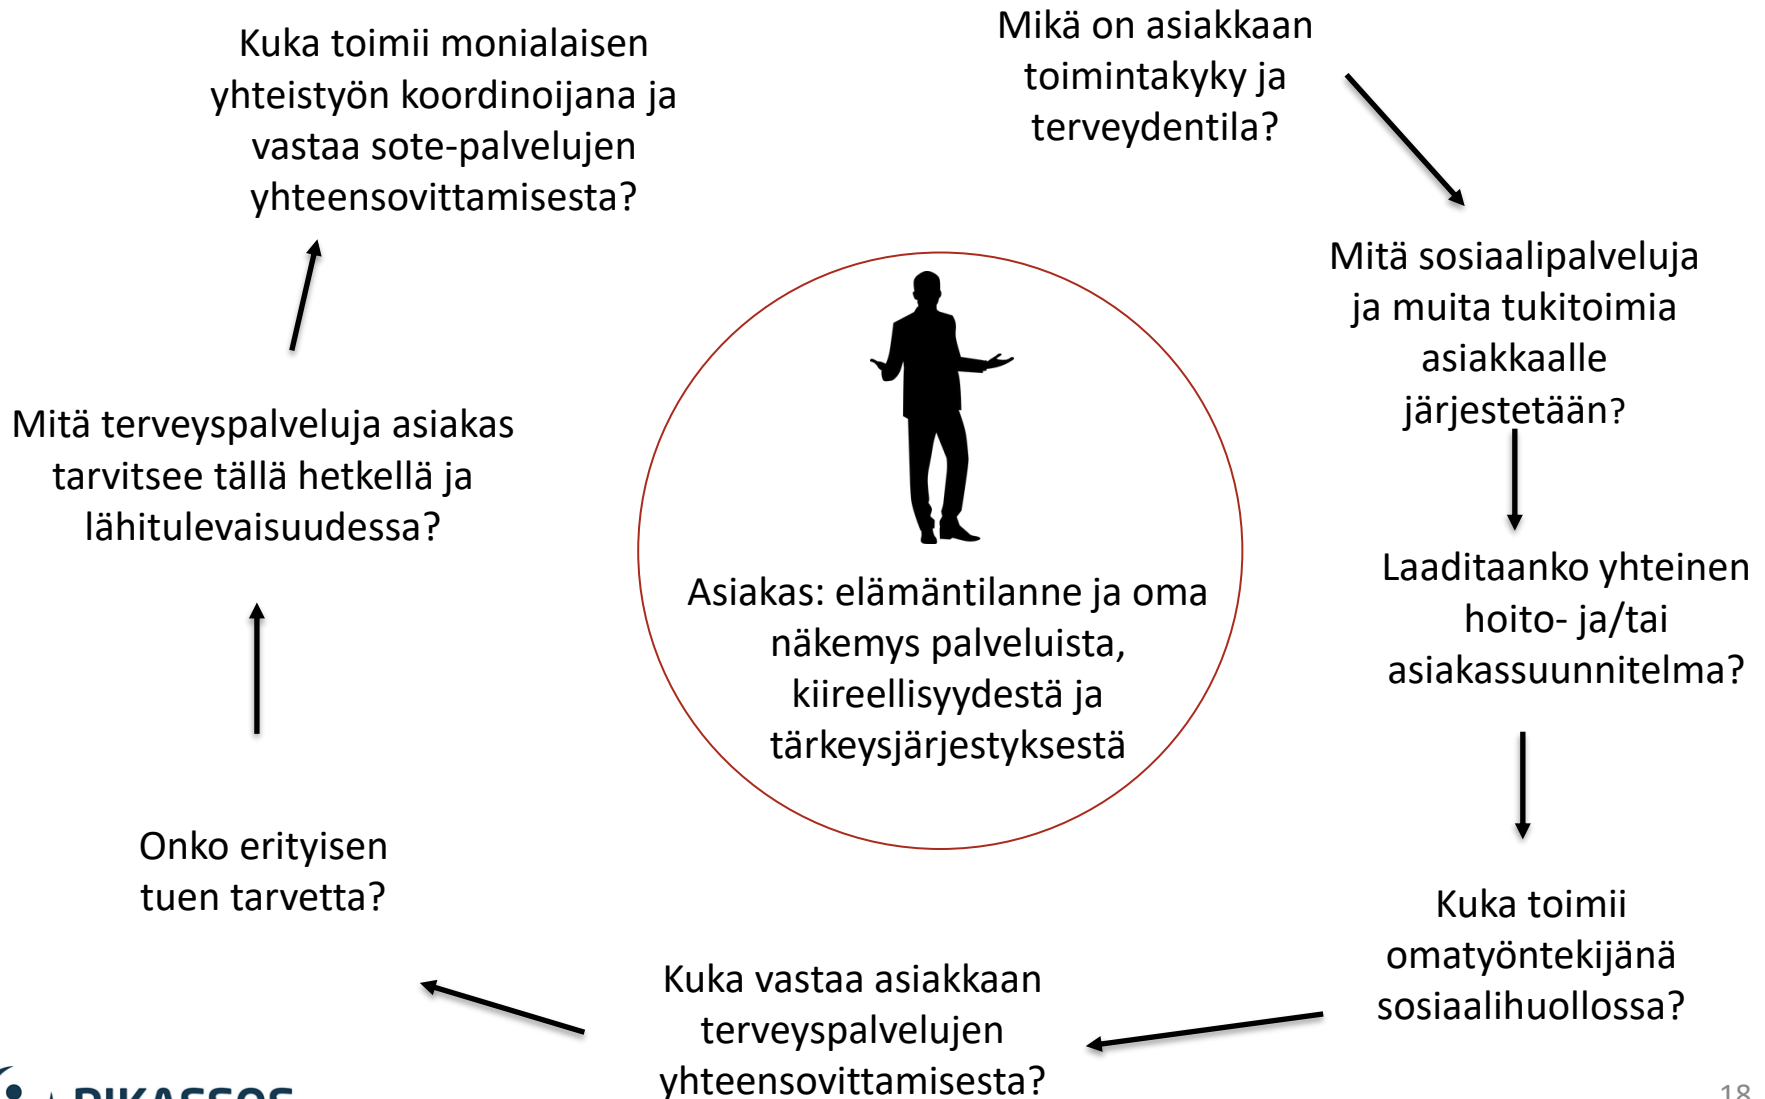 Mikä on asiakkaan
toimintakyky ja
terveydentila?
Mitä sosiaalipalveluja
ja muita tukitoimia
asiakkaalle
järjestetään?
Laaditaanko yhteinen
hoito- ja/tai
asiakassuunnitelma?
Kuka toimii
omatyöntekijänä
sosiaalihuollossa?
Kuka vastaa asiakkaan
terveyspalvelujen
yhteensovittamisesta?
Onko erityisen
tuen tarvetta?
Mitä terveyspalveluja asiakas
tarvitsee tällä hetkellä ja
lähitulevaisuudessa?
Kuka toimii monialaisen
yhteistyön koordinoijana ja
vastaa sote-palvelujen
yhteensovittamisesta?
Asiakas: elämäntilanne ja oma
näkemys palveluista,
kiireellisyydestä ja
tärkeysjärjestyksestä
PIKASSOS
18